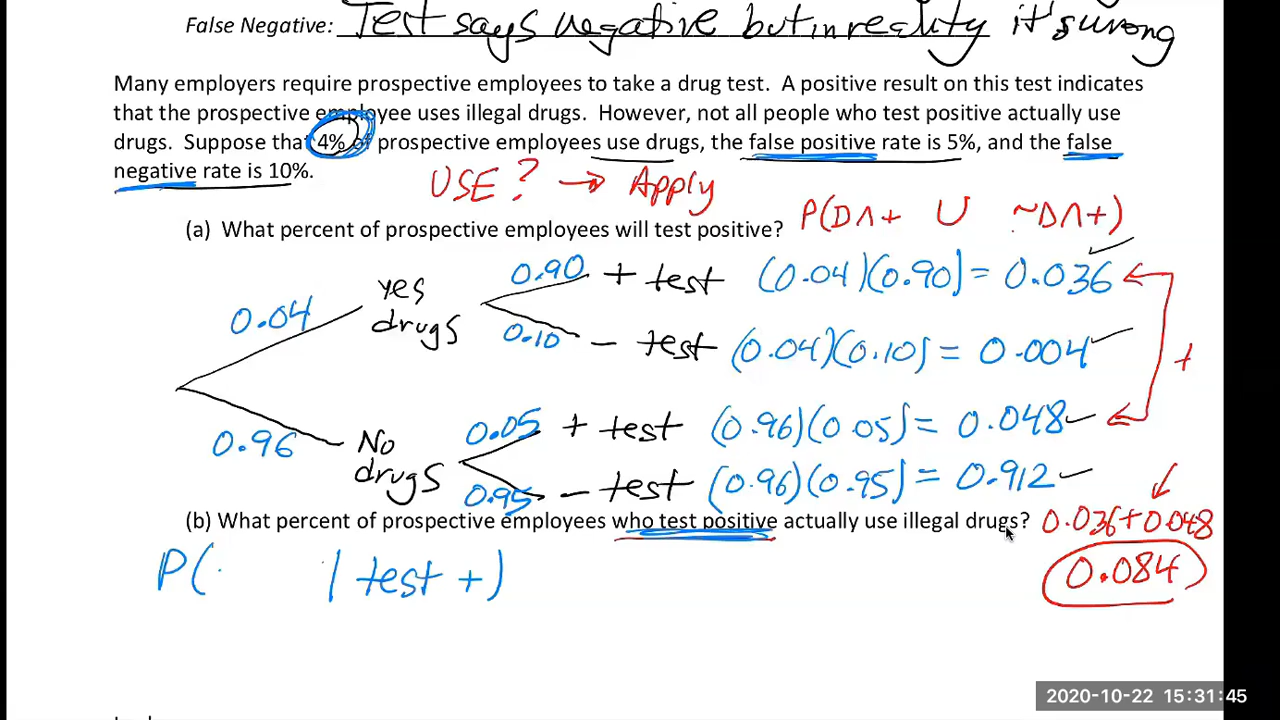 False Negative: Test says negative but in reality it's wrong
Many employers require prospective employees to take a drug test. A positive result on this test indicates
that the prospective employee uses illegal drugs. However, not all people who test positive actually use
drugs. Suppose that 4% of prospective employees use drugs, the false positive rate is 5%, and the false
negative rate is 10%.
USE? → Apply
P(D∩+ ∪ ~D∩+)
(a) What percent of prospective employees will test positive?
0.04 yes drugs 0.90 + test (0.04)(0.90) = 0.036
0.10 - test (0.04)(0.10) = 0.004
+
0.96 No drugs 0.05 + test (0.96)(0.05) = 0.048
0.95 - test (0.96)(0.95) = 0.912
(b) What percent of prospective employees who test positive actually use illegal drugs?
0.036+0.048
0.084
P( | test +)
2020-10-22 15:31:45